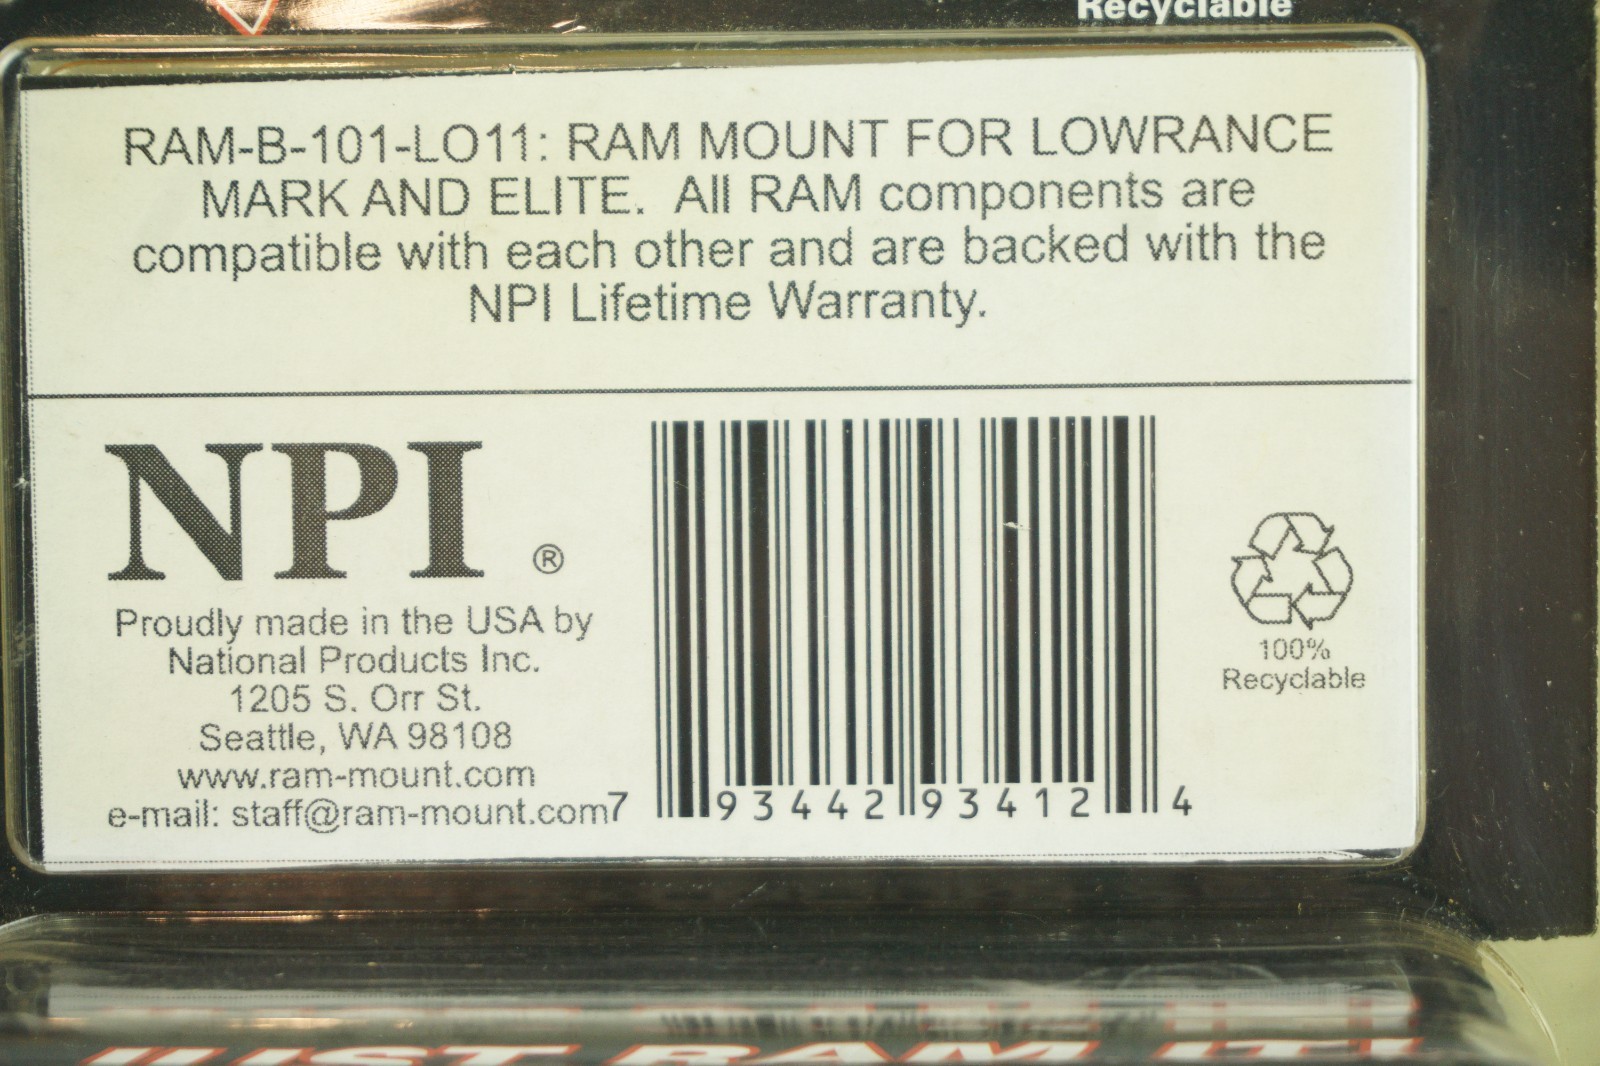 Recyclable
RAM-B-101-LO11: RAM MOUNT FOR LOWRANCE
MARK AND ELITE. All RAM components are
compatible with each other and are backed with the
NPI Lifetime Warranty.
NPI ®
Proudly made in the USA by
National Products Inc.
1205 S. Orr St.
Seattle, WA 98108
www.ram-mount.com
e-mail: staff@ram-mount.com
7 93442 93412 4
100%
Recyclable
JUST RAM IT!